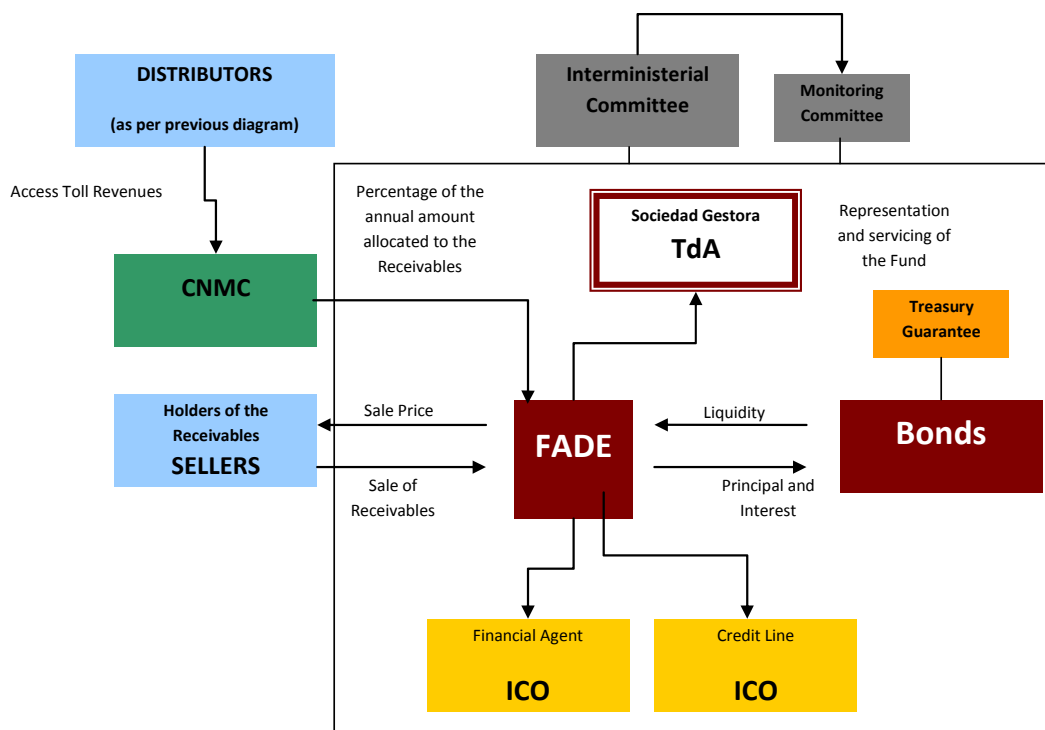 DISTRIBUTORS
(as per previous diagram)
Interministerial
Committee
Monitoring
Committee
Access Toll Revenues
Percentage of the
annual amount
allocated to the
Receivables
Sociedad Gestora
TdA
Representation
and servicing of
the Fund
CNMC
Treasury
Guarantee
Holders of the
Receivables
SELLERS
Sale Price
Sale of
Receivables
FADE
Liquidity
Principal and
Interest
Bonds
Financial Agent
ICO
Credit Line
ICO